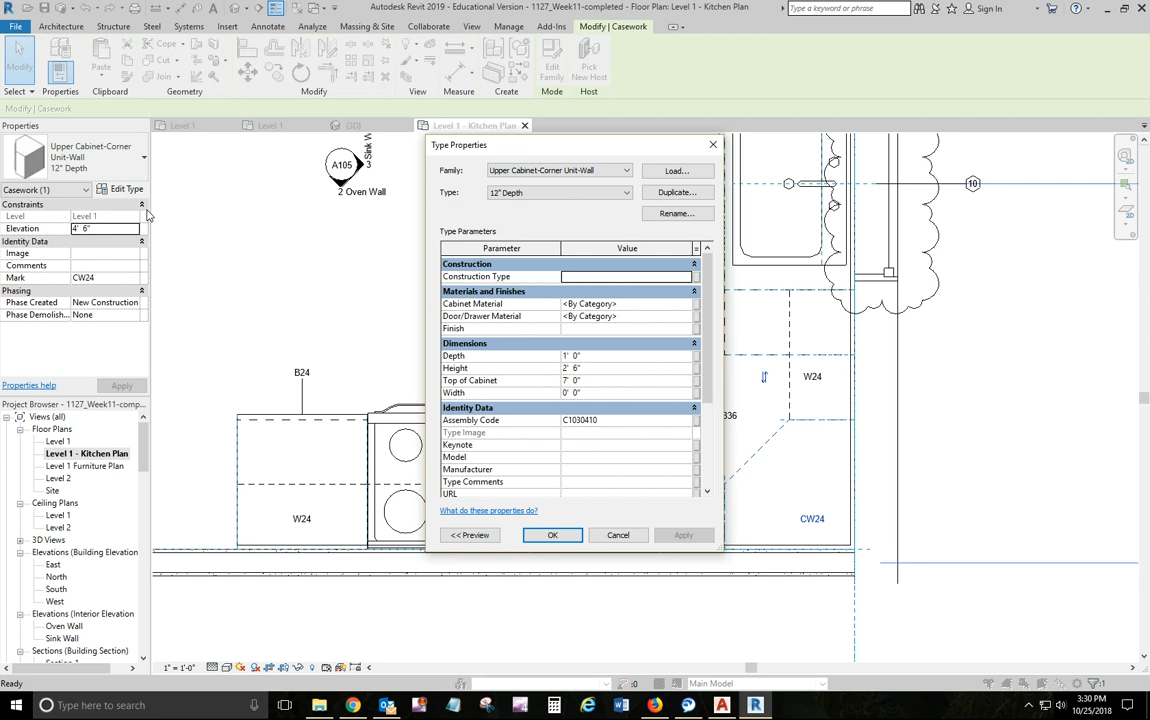 Autodesk Revit 2019 - Educational Version - 1127_Week11-completed - Floor Plan: Level 1 - Kitchen Plan
Type a keyword or phrase
Sign In
File Architecture Structure Steel Systems Insert Annotate Analyze Massing & Site Collaborate View Manage Add-Ins Modify | Casework
Modify
Properties
Paste
Cope
Cut
Join
Edit Family
Pick New Host
Select Properties Clipboard Geometry Modify View Measure Create Mode Host
Modify | Casework
Properties
Level 1
Level 1
{3D}
Level 1 - Kitchen Plan
Upper Cabinet-Corner
Unit-Wall
12" Depth
Casework (1)
Edit Type
Constraints
Level Level 1
Elevation 4' 6"
Identity Data
Image
Comments
Mark CW24
Phasing
Phase Created New Construction
Phase Demolish... None
Properties help
Apply
Project Browser - 1127_Week11-comp...
Views (all)
Floor Plans
Level 1
Level 1 - Kitchen Plan
Level 1 Furniture Plan
Level 2
Site
Ceiling Plans
Level 1
Level 2
3D Views
Elevations (Building Elevation
East
North
South
West
Elevations (Interior Elevation
Oven Wall
Sink Wall
Sections (Building Section)
A105
3
Sink W
2 Oven Wall
B24
W24
Type Properties
Family: Upper Cabinet-Corner Unit-Wall
Load...
Type: 12" Depth
Duplicate...
Rename...
Type Parameters
Parameter Value =
Construction
Construction Type
Materials and Finishes
Cabinet Material <By Category>
Door/Drawer Material <By Category>
Finish
Dimensions
Depth 1' 0"
Height 2' 6"
Top of Cabinet 7' 0"
Width 0' 0"
Identity Data
Assembly Code C1030410
Type Image
Keynote
Model
Manufacturer
Type Comments
URL
What do these properties do?
<< Preview
OK
Cancel
Apply
10
W24
336
CW24
1" = 1'-0"
Ready
:0
Main Model
:1
Type here to search
3:30 PM
10/25/2018